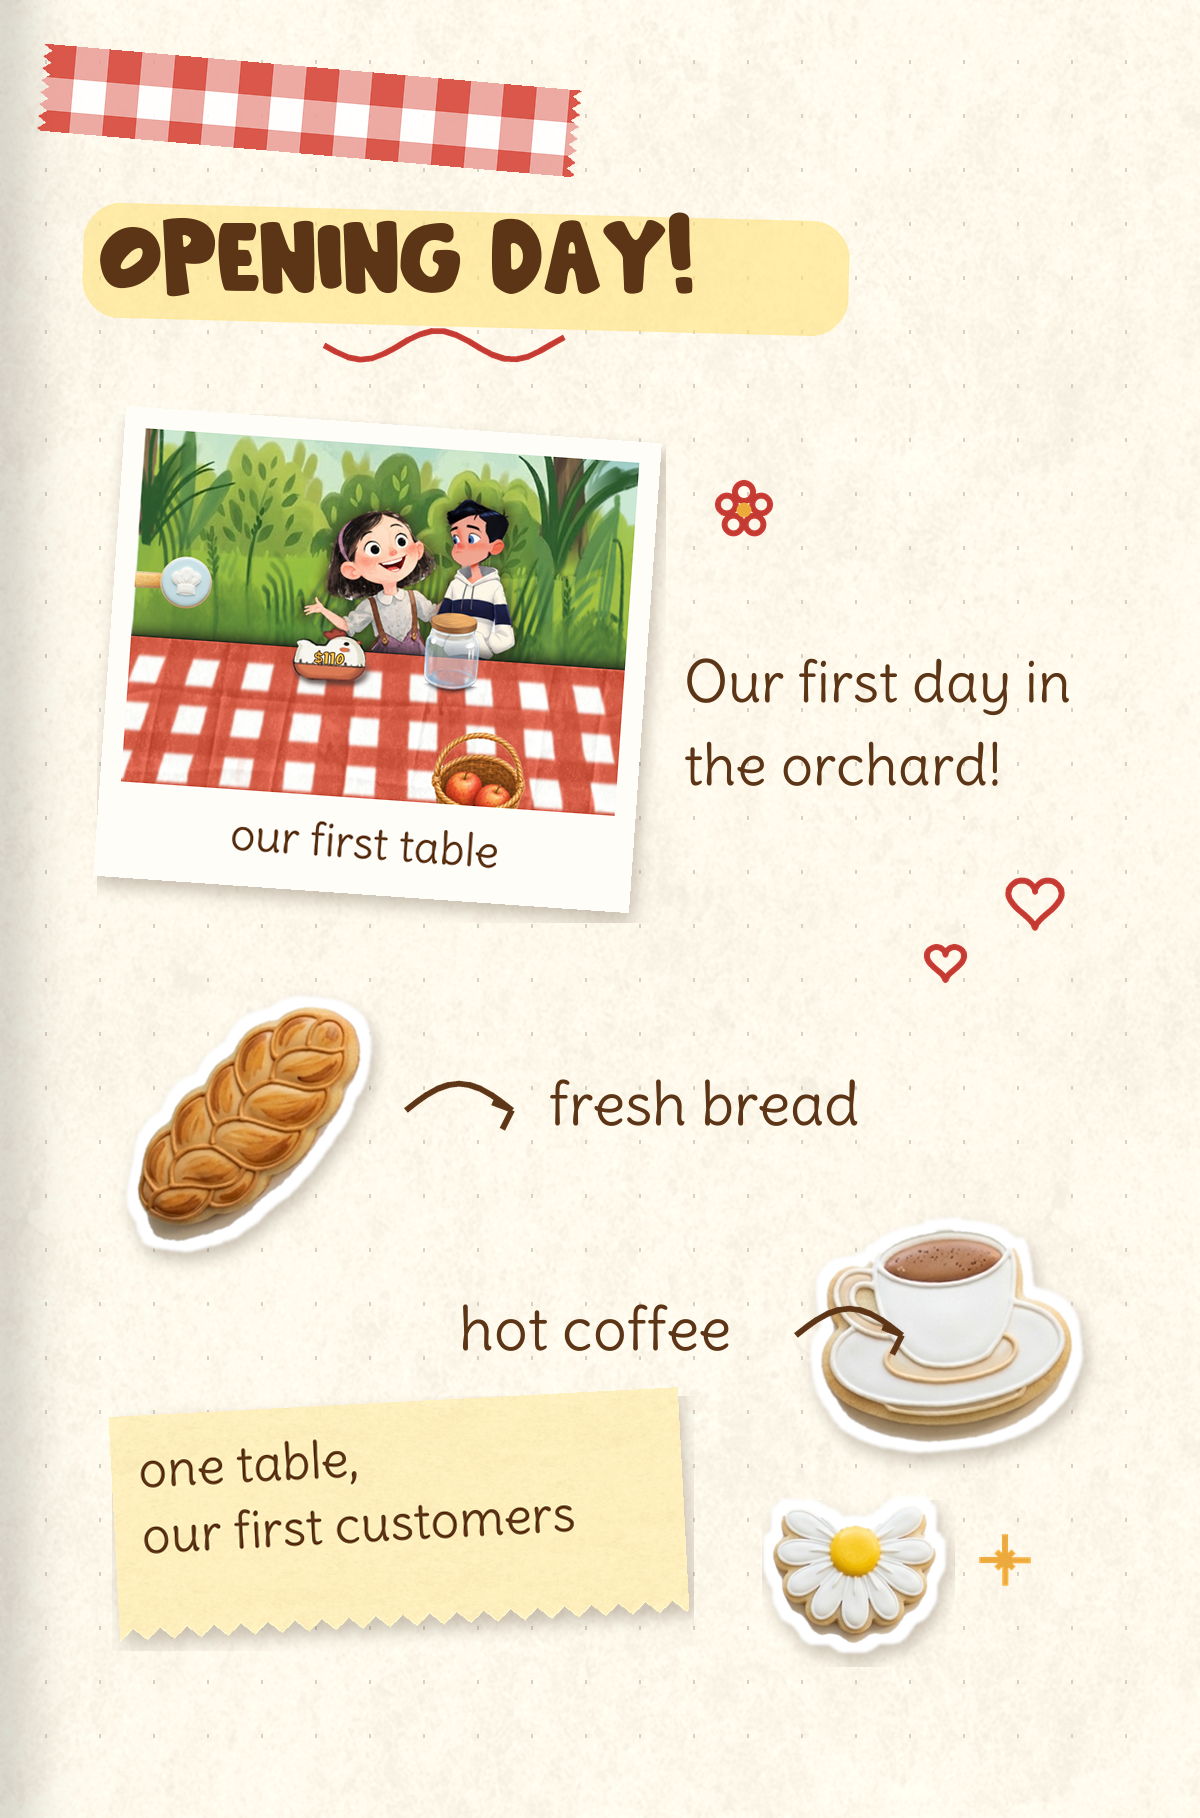 OPENING DAY!
$110
our first table
Our first day in
the orchard!
fresh bread
hot coffee
one table,
our first customers